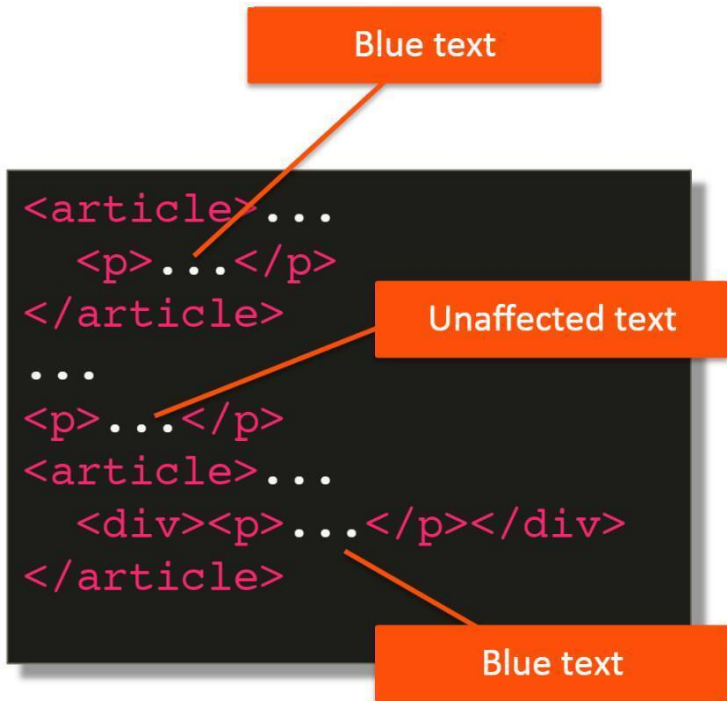 Blue text
<article>...
<p>...</p>
</article>
Unaffected text
...
<p>...</p>
<article>...
<div><p>...</p></div>
</article>
Blue text